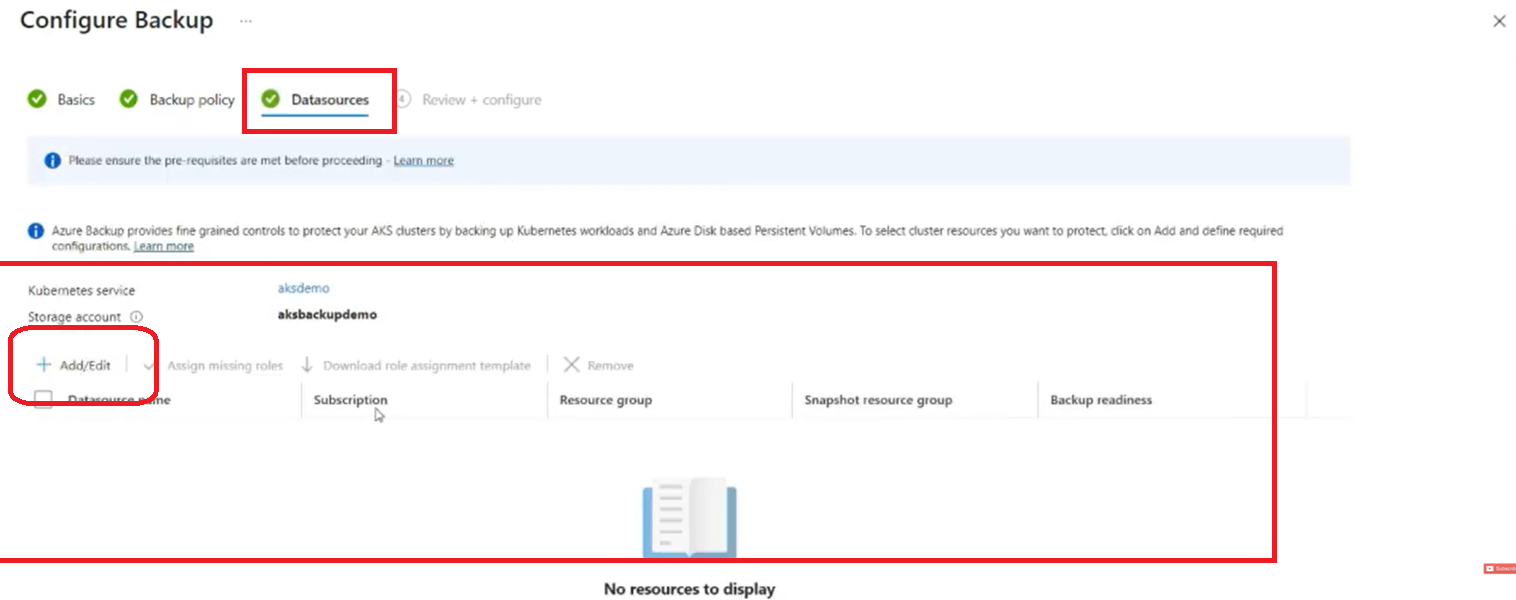 Configure Backup ...
Basics Backup policy Datasources 4 Review + configure
Please ensure the pre-requisites are met before proceeding - Learn more
Azure Backup provides fine grained controls to protect your AKS clusters by backing up Kubernetes workloads and Azure Disk based Persistent Volumes. To select cluster resources you want to protect, click on Add and define required
configurations. Learn more
Kubernetes service aksdemo
Storage account aksbackupdemo
Add/Edit Assign missing roles Download role assignment template Remove
Datasource name Subscription Resource group Snapshot resource group Backup readiness
No resources to display